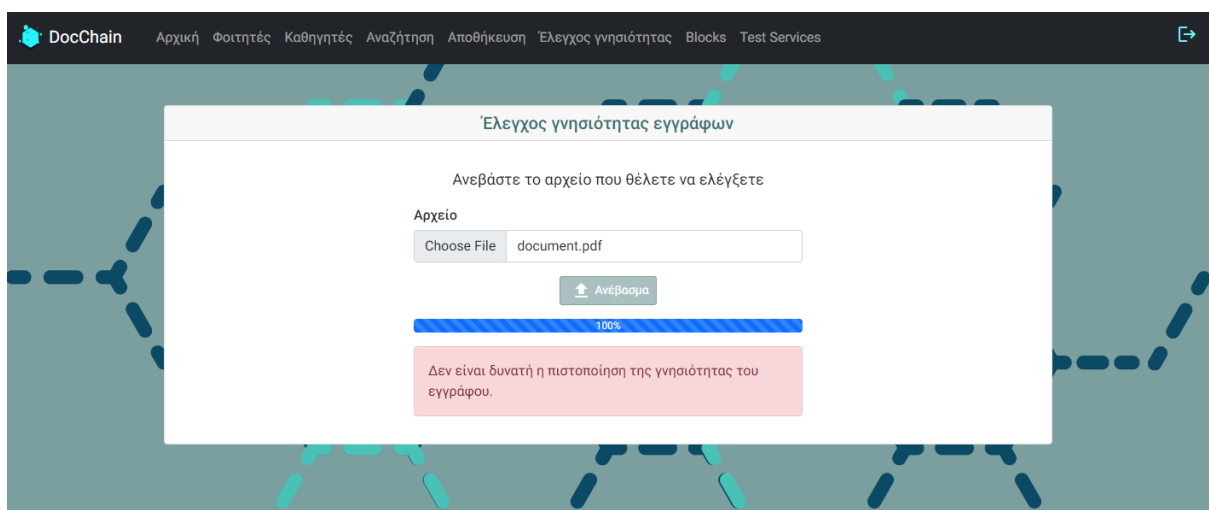 DocChain Αρχική Φοιτητές Καθηγητές Αναζήτηση Αποθήκευση Έλεγχος γνησιότητας Blocks Test Services
Έλεγχος γνησιότητας εγγράφων
Ανεβάστε το αρχείο που θέλετε να ελέγξετε
Αρχείο
Choose File document.pdf
Ανέβασμα
100%
Δεν είναι δυνατή η πιστοποίηση της γνησιότητας του
εγγράφου.